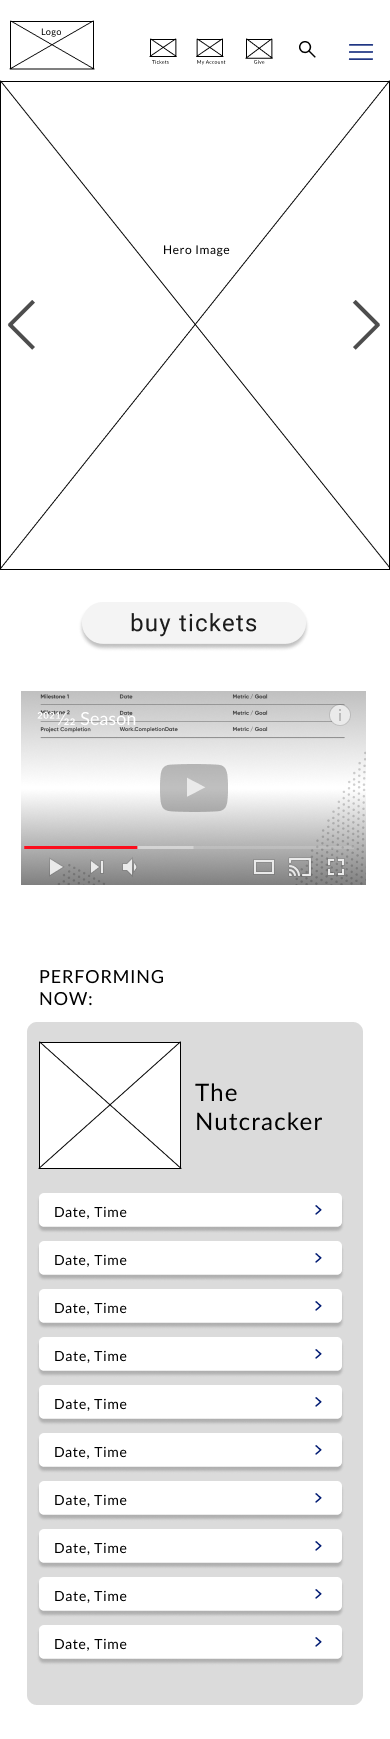 Logo
Tickets
My Account
Give
Hero Image
buy tickets
Milestone 1 Date Metric / Goal
Milestone 2 Date Metric / Goal
2021/22 Season
Project Completion Work CompletionDate Metric / Goal
PERFORMING
NOW:
The
Nutcracker
Date, Time
Date, Time
Date, Time
Date, Time
Date, Time
Date, Time
Date, Time
Date, Time
Date, Time
Date, Time